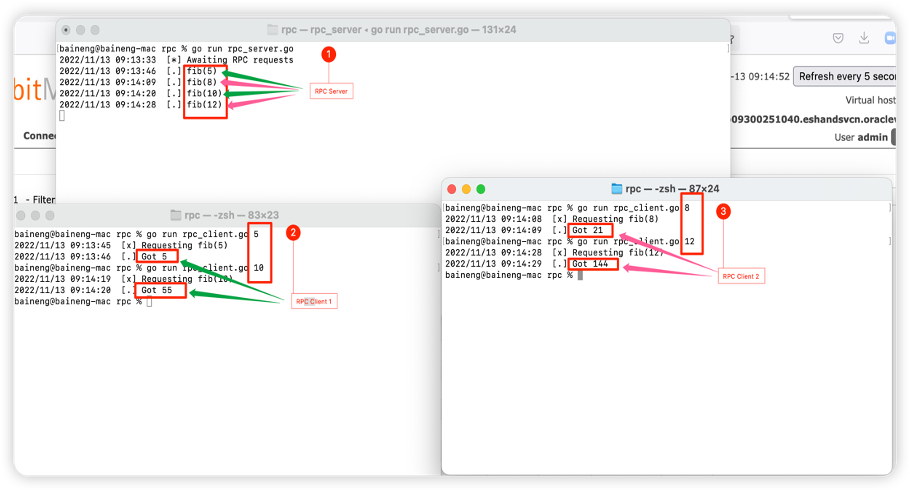 rpc — rpc_server ◂ go run rpc_server.go — 131×24
baineng@baineng-mac rpc % go run rpc_server.go
2022/11/13 09:13:33 [*] Awaiting RPC requests
2022/11/13 09:13:46 [.] fib(5)
2022/11/13 09:14:09 [.] fib(8)
2022/11/13 09:14:20 [.] fib(10)
2022/11/13 09:14:28 [.] fib(12)
1
RPC Server
-13 09:14:52
Refresh every 5 secon
Virtual host
09300251040.eshandsvcn.oraclev
User admin
bitM
Conne
1 - Filter
rpc — -zsh — 83×23
baineng@baineng-mac rpc % go run rpc_client.go 5
2022/11/13 09:13:45 [x] Requesting fib(5)
2022/11/13 09:13:46 [.] Got 5
baineng@baineng-mac rpc % go run rpc_client.go 10
2022/11/13 09:14:19 [x] Requesting fib(10)
2022/11/13 09:14:20 [.] Got 55
baineng@baineng-mac rpc %
2
RPC Client 1
rpc — -zsh — 87×24
baineng@baineng-mac rpc % go run rpc_client.go 8
2022/11/13 09:14:08 [x] Requesting fib(8)
2022/11/13 09:14:09 [.] Got 21
baineng@baineng-mac rpc % go run rpc_client.go 12
2022/11/13 09:14:28 [x] Requesting fib(12)
2022/11/13 09:14:29 [.] Got 144
baineng@baineng-mac rpc %
3
RPC Client 2